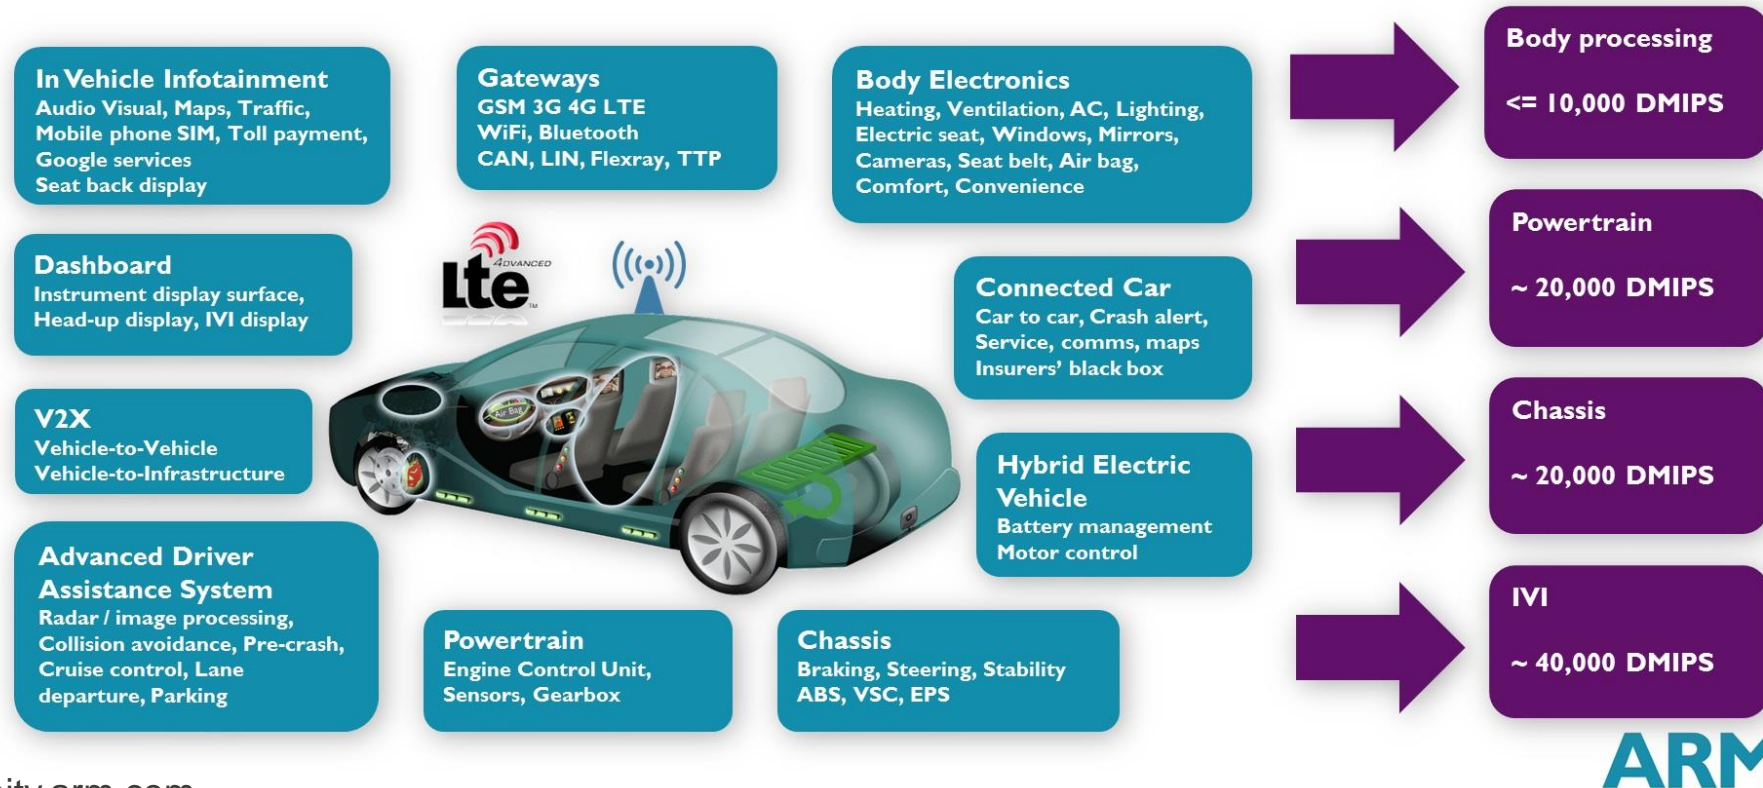 In Vehicle Infotainment
Audio Visual, Maps, Traffic,
Mobile phone SIM, Toll payment,
Google services
Seat back display
Gateways
GSM 3G 4G LTE
WiFi, Bluetooth
CAN, LIN, Flexray, TTP
Body Electronics
Heating, Ventilation, AC, Lighting,
Electric seat, Windows, Mirrors,
Cameras, Seat belt, Air bag,
Comfort, Convenience
Body processing
<= 10,000 DMIPS
Dashboard
Instrument display surface,
Head-up display, IVI display
4DVANCED
Lte
TM
Connected Car
Car to car, Crash alert,
Service, comms, maps
Insurers' black box
Powertrain
~ 20,000 DMIPS
V2X
Vehicle-to-Vehicle
Vehicle-to-Infrastructure
Air Bag
Hybrid Electric
Vehicle
Battery management
Motor control
Chassis
~ 20,000 DMIPS
Advanced Driver
Assistance System
Radar / image processing,
Collision avoidance, Pre-crash,
Cruise control, Lane
departure, Parking
Powertrain
Engine Control Unit,
Sensors, Gearbox
Chassis
Braking, Steering, Stability
ABS, VSC, EPS
IVI
~ 40,000 DMIPS
ARM